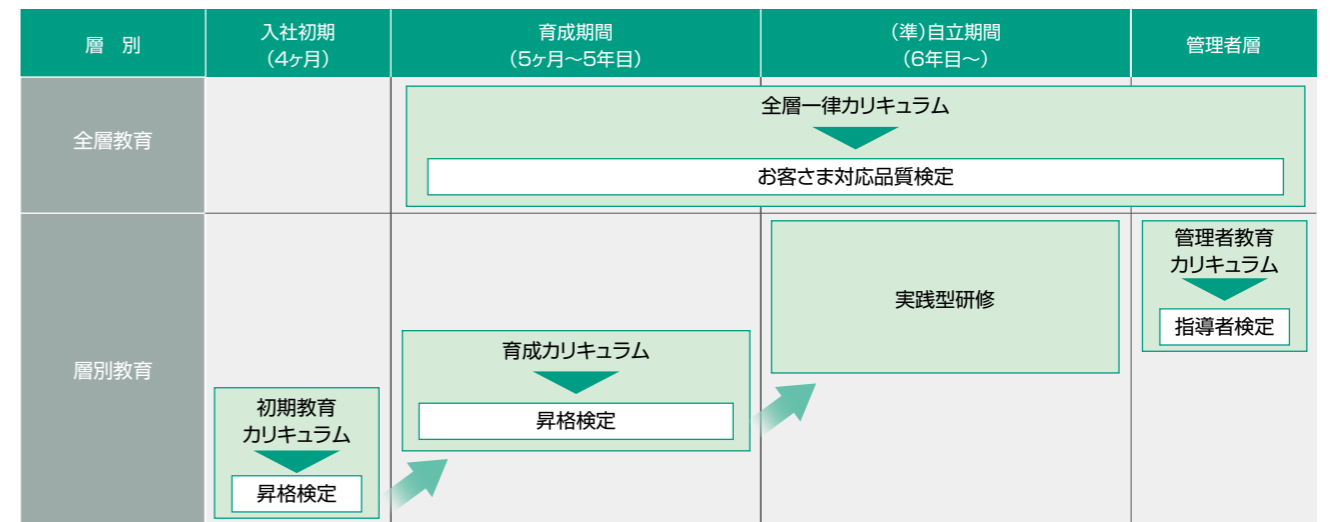 層 別
入社初期
（4ヶ月）
育成期間
（5ヶ月～5年目）
（準）自立期間
（6年目～）
管理者層
全層教育
全層一律カリキュラム
お客さま対応品質検定
層別教育
初期教育
カリキュラム
昇格検定
育成カリキュラム
昇格検定
実践型研修
管理者教育
カリキュラム
指導者検定